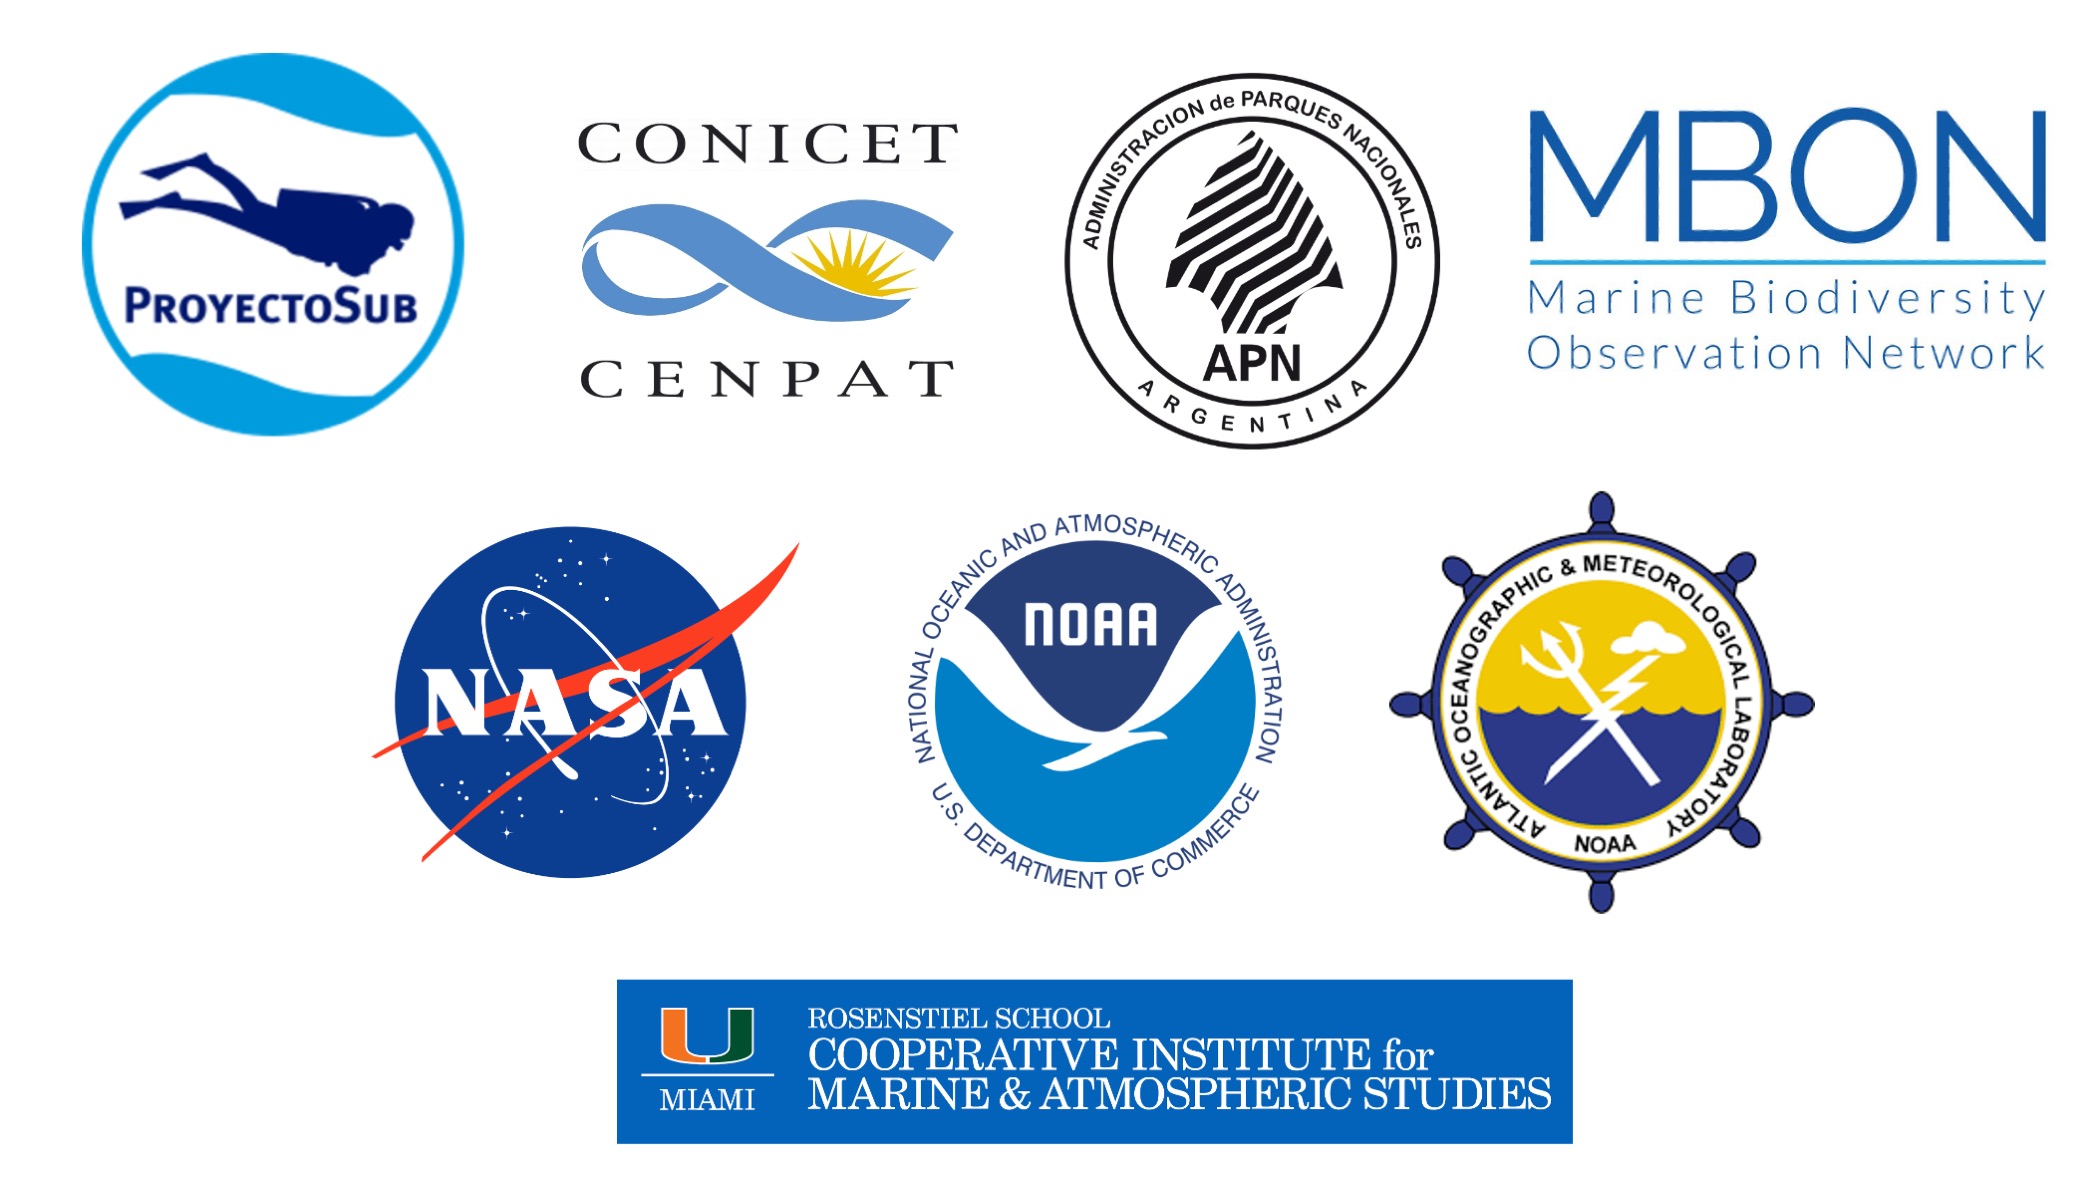 PROYECTOSUB
CONICET
CENPAT
ADMINISTRACION de PARQUES NACIONALES
APN
ARGENTINA
MBON
Marine Biodiversity
Observation Network
NASA
NATIONAL OCEANIC AND ATMOSPHERIC ADMINISTRATION
NOAA
U.S. DEPARTMENT OF COMMERCE
ATLANTIC OCEANOGRAPHIC & METEOROLOGICAL LABORATORY
NOAA
U
MIAMI
ROSENSTIEL SCHOOL
COOPERATIVE INSTITUTE for
MARINE & ATMOSPHERIC STUDIES